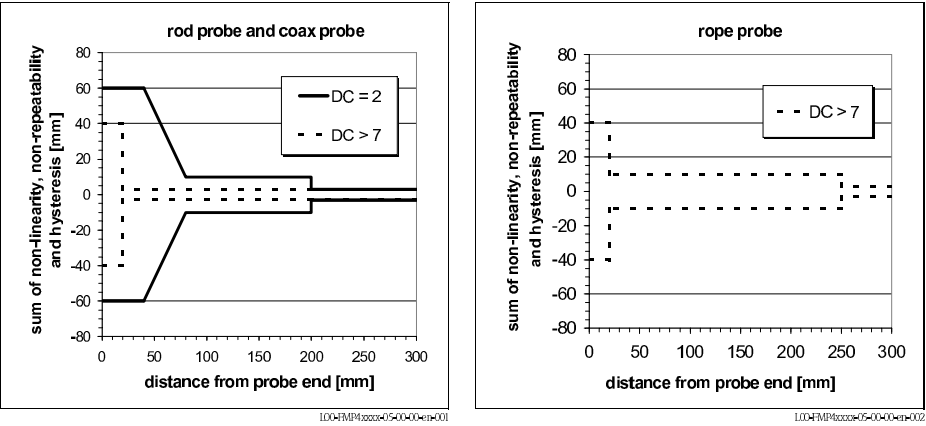 rod probe and coax probe
sum of non-linearity, non-repeatability
and hysteresis [mm]
80
60
40
20
0
-20
-40
-60
-80
DC = 2
DC > 7
0 50 100 150 200 250 300
distance from probe end [mm]
L00-FMP4xxxx-05-00-00-en-001
rope probe
sum of non-linearity, non-repeatability
and hysteresis [mm]
80
60
40
20
0
-20
-40
-60
-80
DC > 7
0 50 100 150 200 250 300
distance from probe end [mm]
L00-FMP4xxxx-05-00-00-en-002